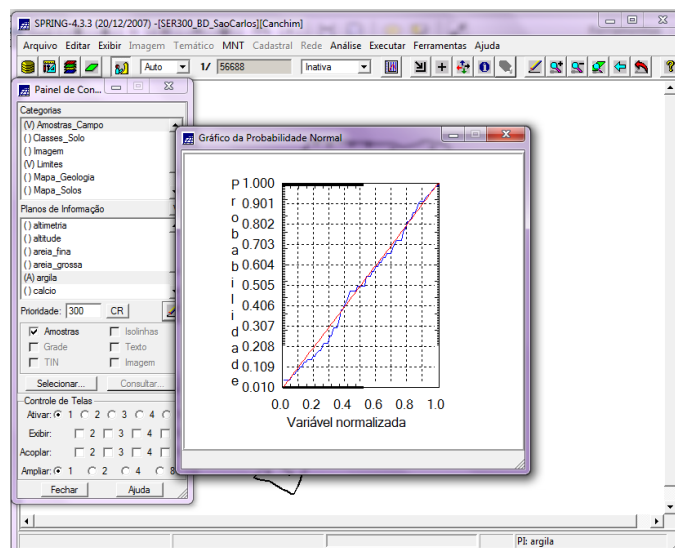 SPRING-4.3.3 (20/12/2007) -[SER300_BD_SaoCarlos][Canchim]
Arquivo Editar Exibir Imagem Temático MNT Cadastral Rede Análise Executar Ferramentas Ajuda
Auto 1/ 56688 Inativa
Painel de Con...
Categorias
(V) Amostras_Campo
( ) Classes_Solo
( ) Imagem
(V) Limites
( ) Mapa_Geologia
( ) Mapa_Solos
Planos de Informação
( ) altimetria
( ) altitude
( ) areia_fina
( ) areia_grossa
(A) argila
( ) calcio
Prioridade: 300 CR
Amostras Isolinhas
Grade Texto
TIN Imagem
Selecionar... Consultar...
Controle de Telas
Ativar: 1 2 3 4
Exibir: 2 3 4
Acoplar: 2 3 4
Ampliar: 1 2 4 8
Fechar Ajuda
Gráfico da Probabilidade Normal
Probabilidade
1.000
0.901
0.802
0.703
0.604
0.505
0.406
0.307
0.208
0.109
0.010
0.0 0.2 0.4 0.6 0.8 1.0
Variável normalizada
PI: argila